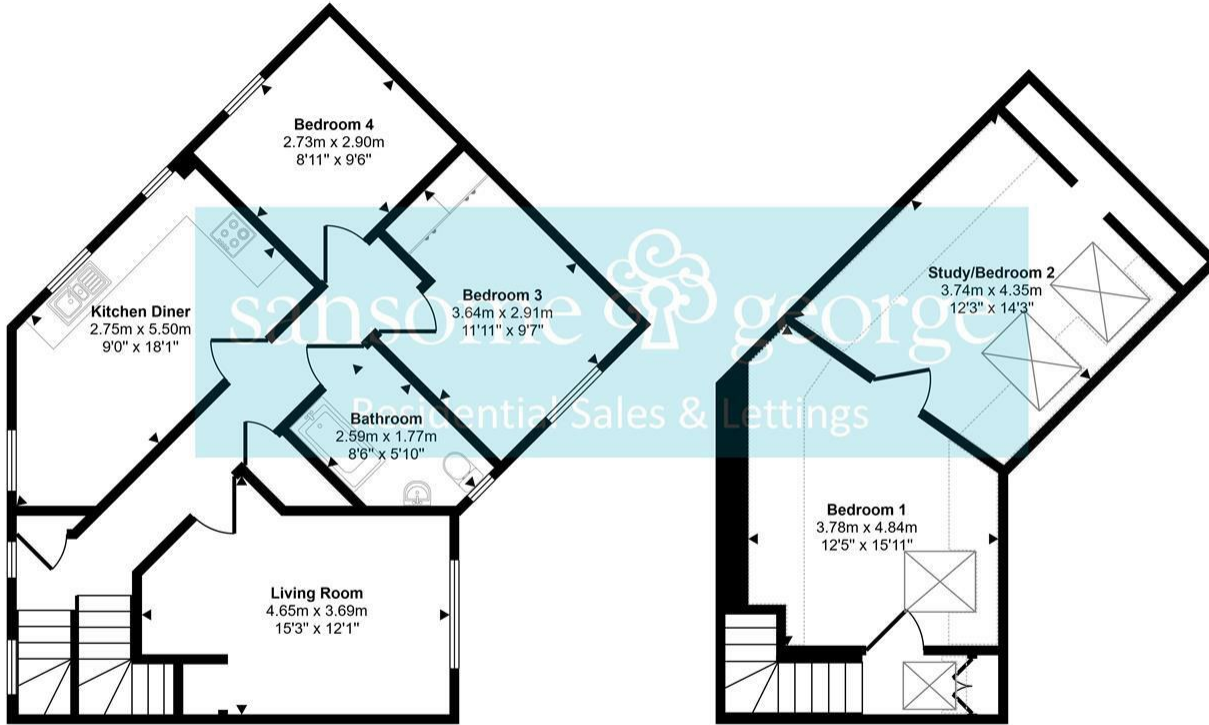 Bedroom 4
2.73m x 2.90m
8'11" x 9'6"
Kitchen Diner
2.75m x 5.50m
9'0" x 18'1"
Bedroom 3
3.64m x 2.91m
11'11" x 9'7"
Bathroom
2.59m x 1.77m
8'6" x 5'10"
Living Room
4.65m x 3.69m
15'3" x 12'1"
Study/Bedroom 2
3.74m x 4.35m
12'3" x 14'3"
Bedroom 1
3.78m x 4.84m
12'5" x 15'11"
sansome george
Residential Sales & Lettings